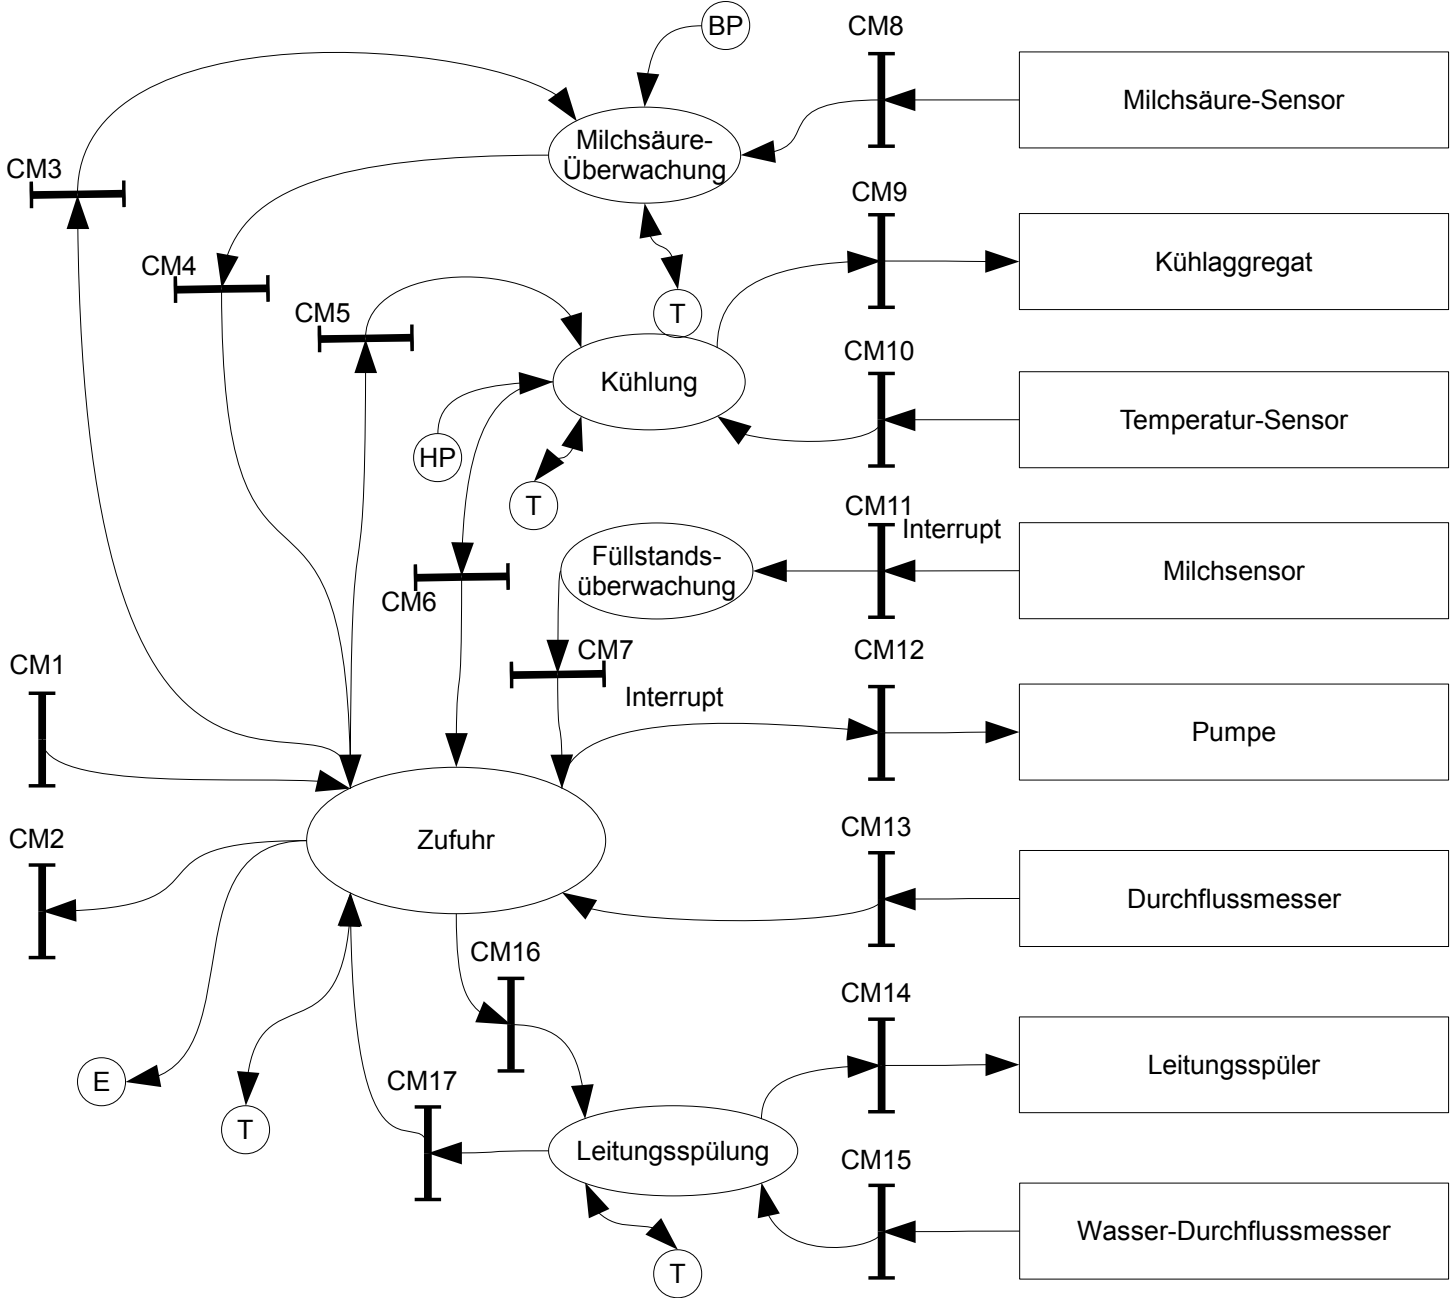 BP
CM8
Milchsäure-Sensor
Milchsäure-
Überwachung
CM3
CM9
Kühlaggregat
CM4
CM5
T
CM10
Kühlung
Temperatur-Sensor
HP
T
CM11
Interrupt
Füllstands-
überwachung
Milchsensor
CM6
CM7
CM12
CM1
Interrupt
Pumpe
CM2
Zufuhr
CM13
Durchflussmesser
CM16
CM14
E
T
CM17
Leitungsspüler
Leitungsspülung
CM15
Wasser-Durchflussmesser
T